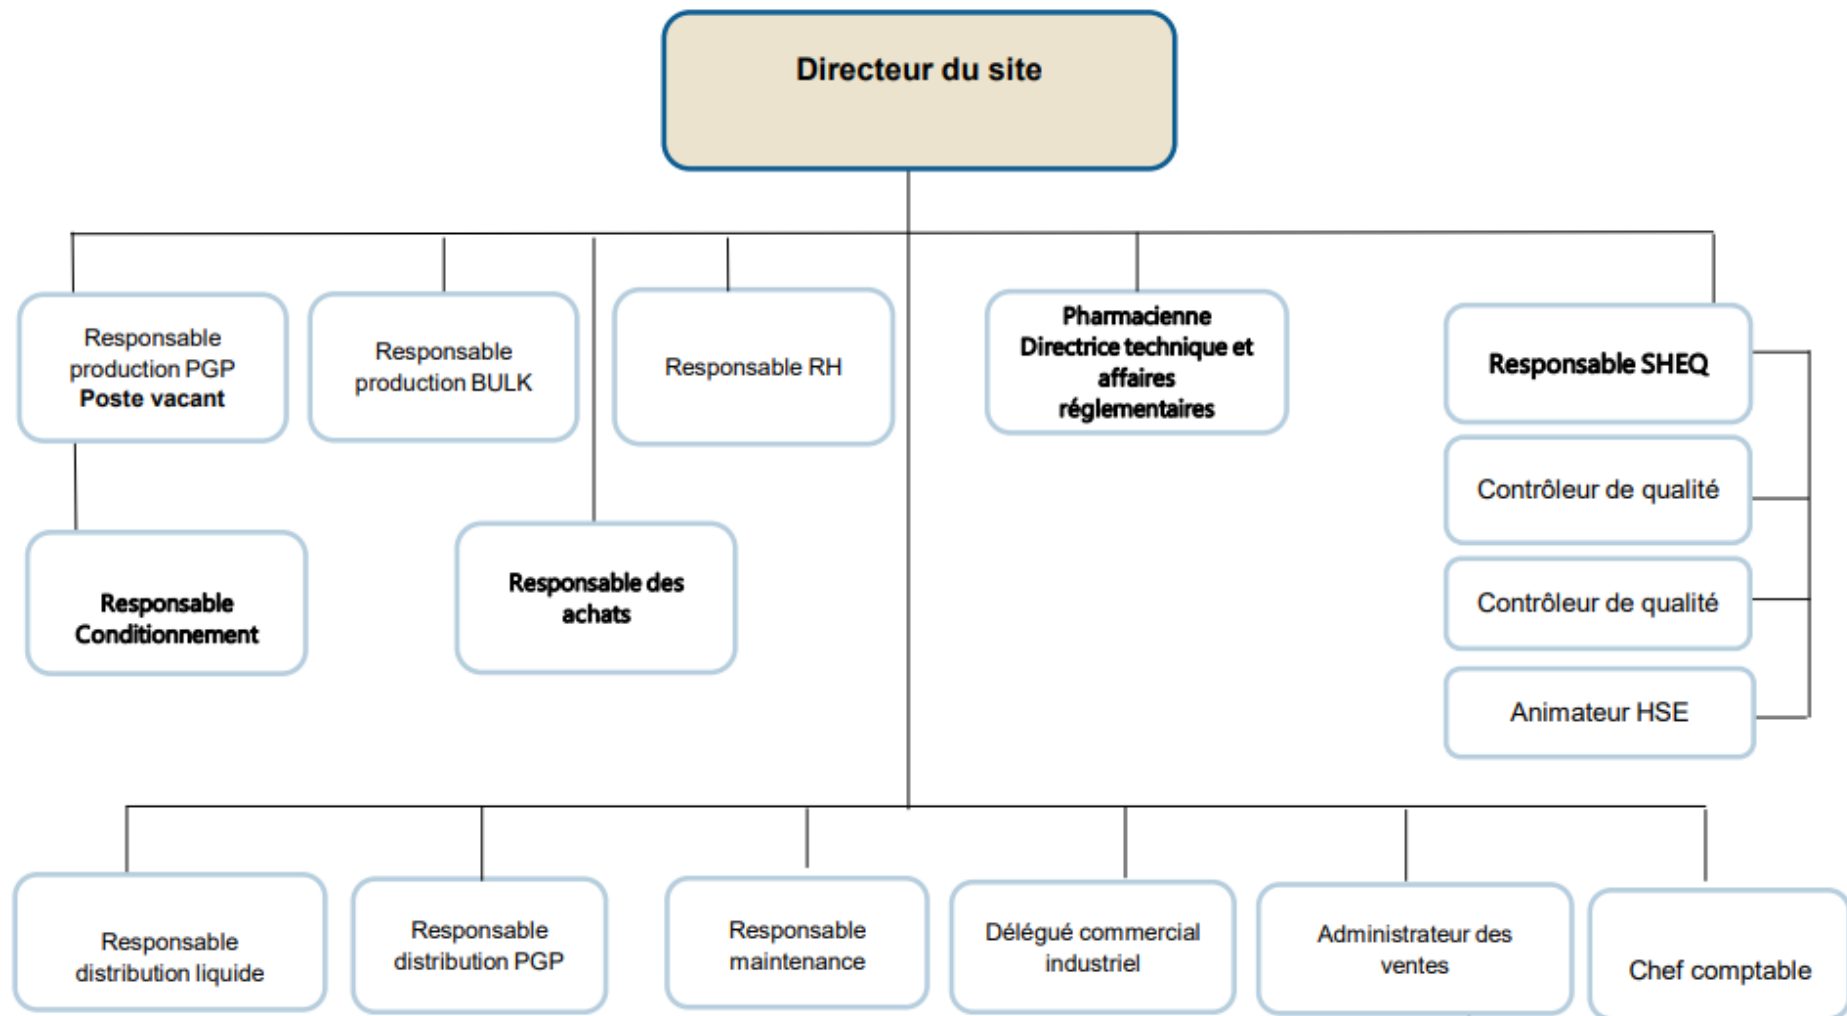 Directeur du site
Responsable
production PGP
Poste vacant
Responsable
production BULK
Responsable RH
Pharmacienne
Directrice technique et
affaires
réglementaires
Responsable SHEQ
Contrôleur de qualité
Contrôleur de qualité
Animateur HSE
Responsable
Conditionnement
Responsable des
achats
Responsable
distribution liquide
Responsable
distribution PGP
Responsable
maintenance
Délégué commercial
industriel
Administrateur des
ventes
Chef comptable